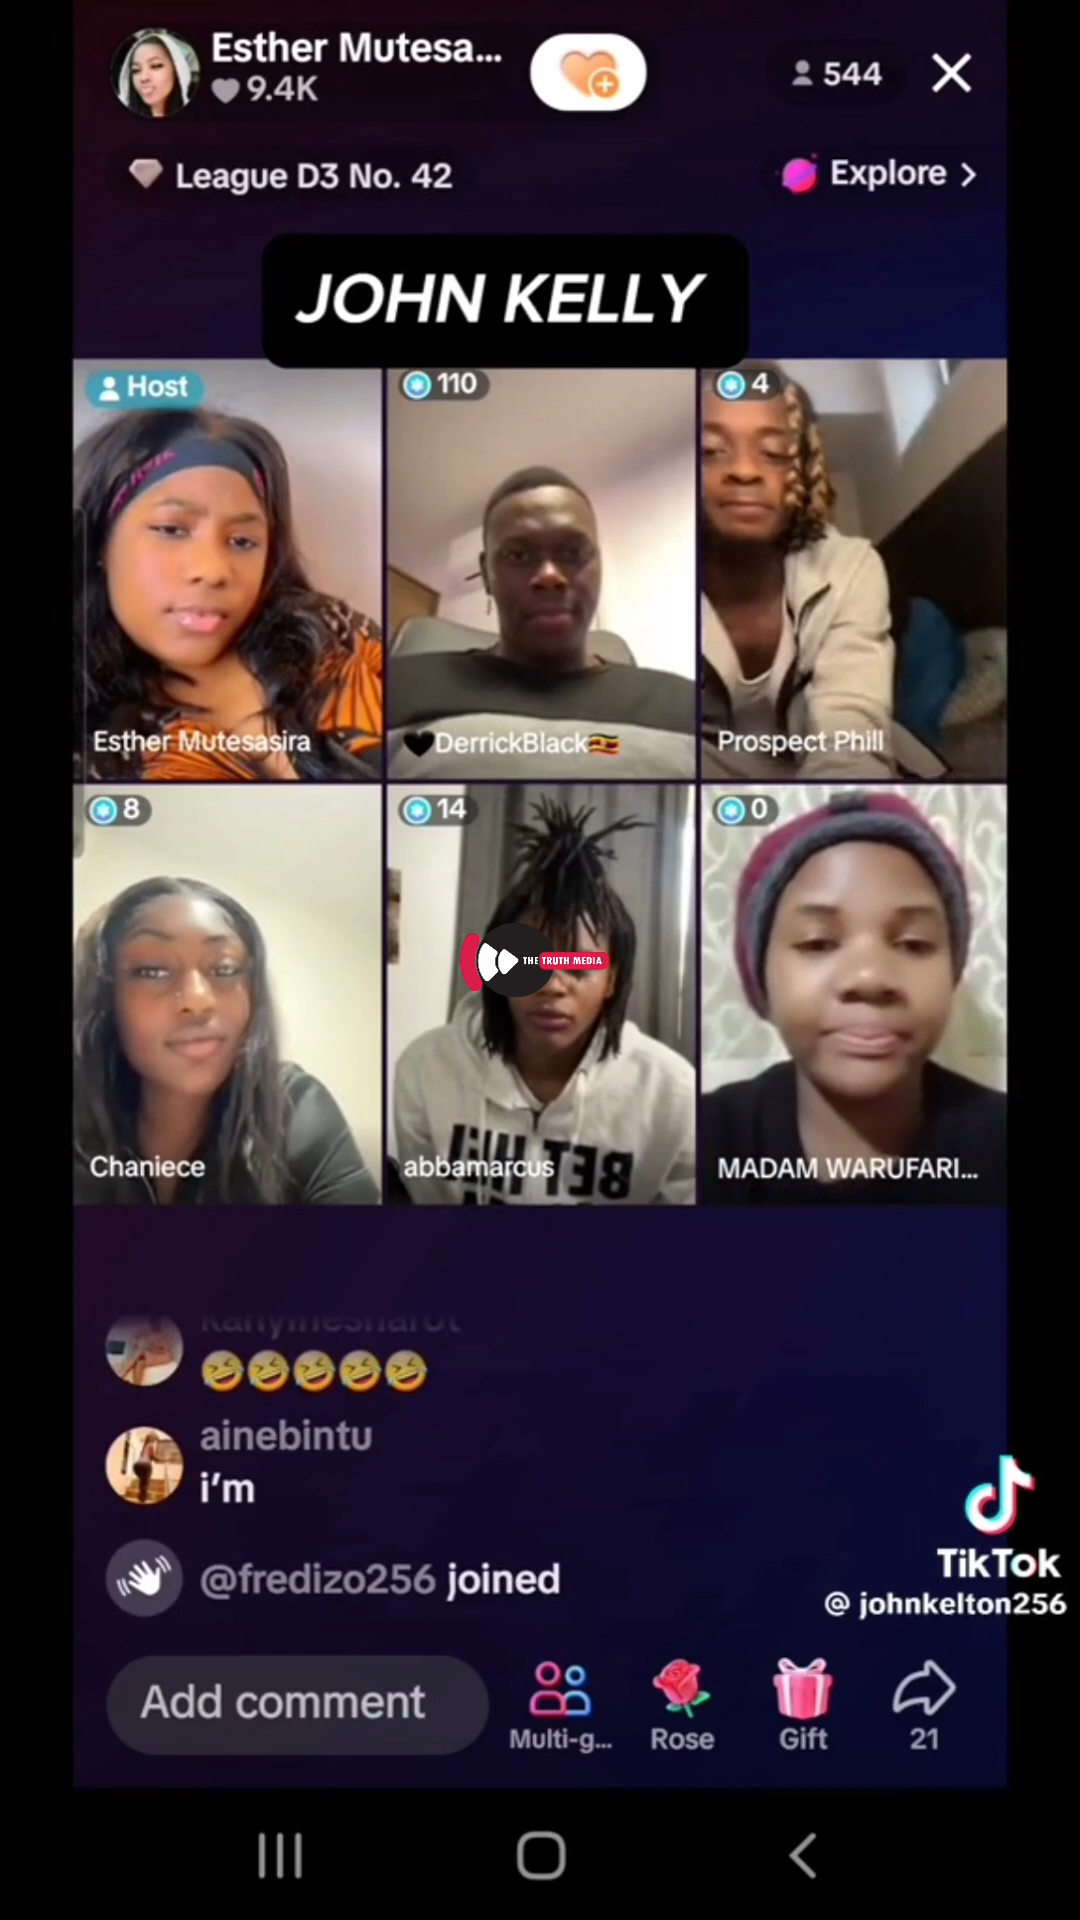 Esther Mutesa...
9.4K
544
League D3 No. 42
Explore >
JOHN KELLY
Host
110
4
Esther Mutesasira
🖤DerrickBlack🇺🇬
Prospect Phill
8
14
0
THE TRUTH MEDIA
BET HER
Chaniece
abbamarcus
MADAM WARUFARI...
🤣🤣🤣🤣🤣
ainebintu
i'm
@fredizo256 joined
TikTok
@ johnkelton256
Add comment
Multi-g...
Rose
Gift
21